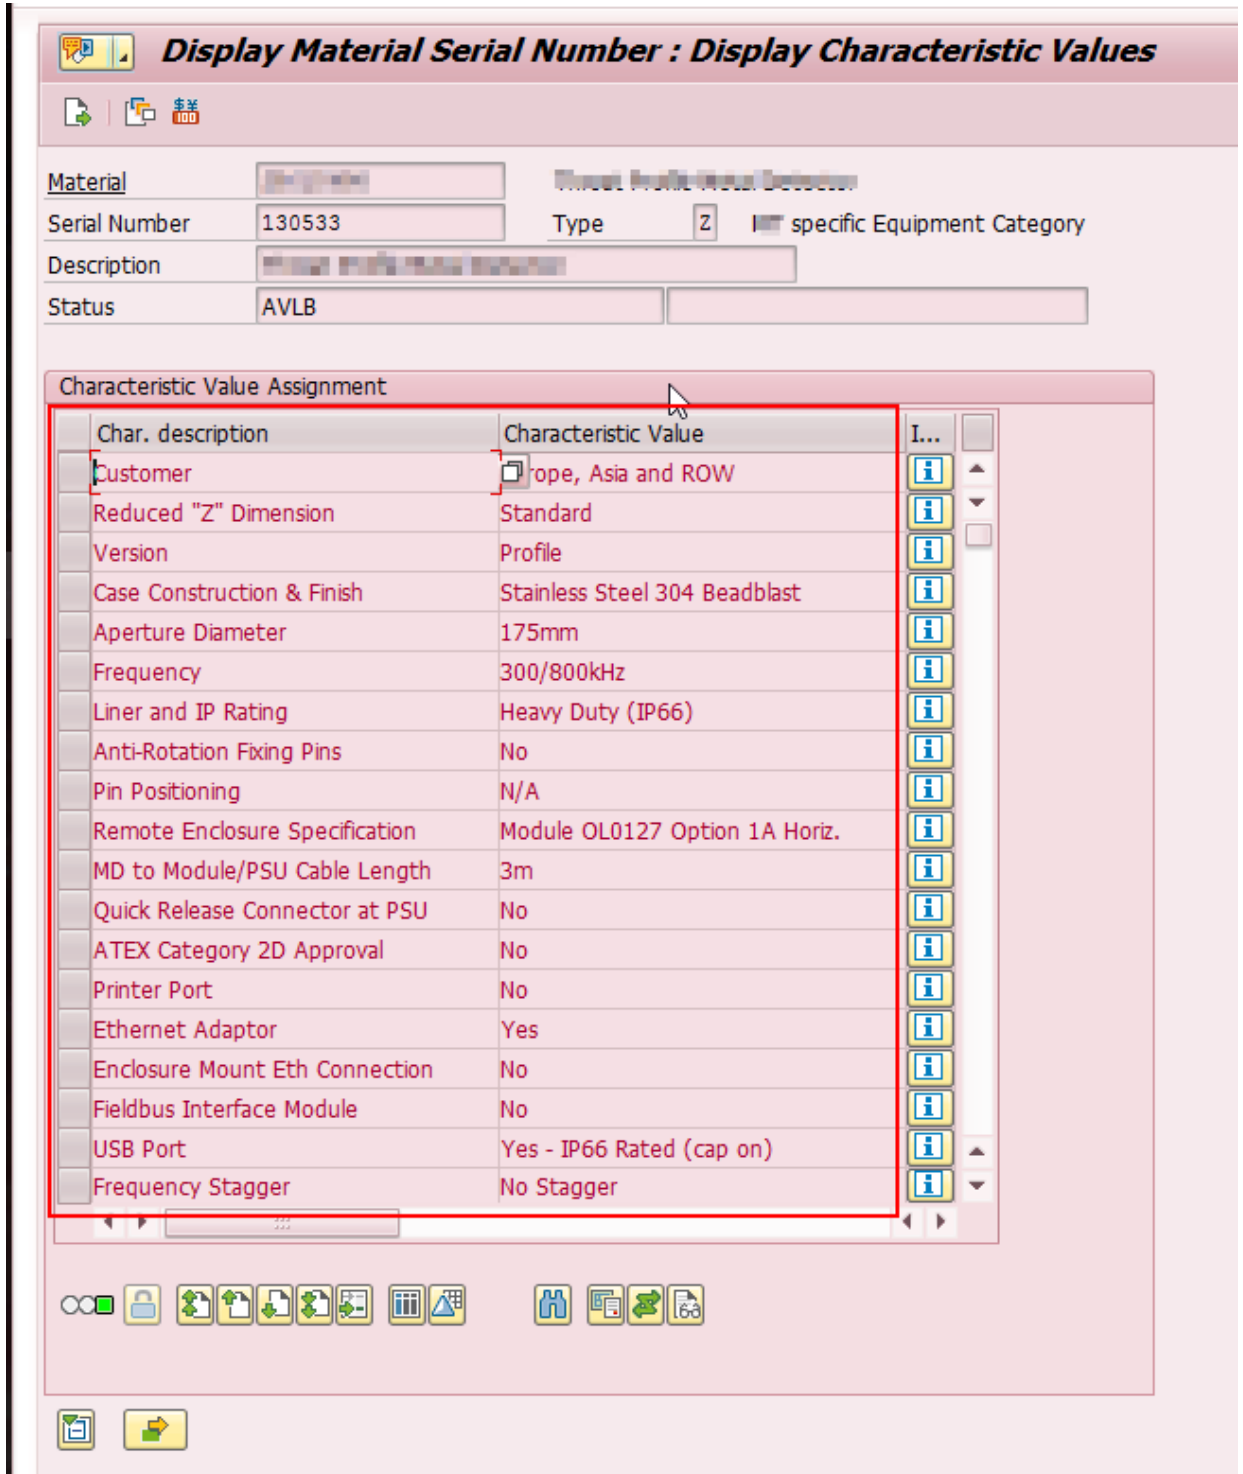 Display Material Serial Number : Display Characteristic Values
Material
Serial Number 130533 Type Z specific Equipment Category
Description
Status AVLB
Characteristic Value Assignment
Char. description Characteristic Value I...
Customer rope, Asia and ROW
Reduced "Z" Dimension Standard
Version Profile
Case Construction & Finish Stainless Steel 304 Beadblast
Aperture Diameter 175mm
Frequency 300/800kHz
Liner and IP Rating Heavy Duty (IP66)
Anti-Rotation Fixing Pins No
Pin Positioning N/A
Remote Enclosure Specification Module OL0127 Option 1A Horiz.
MD to Module/PSU Cable Length 3m
Quick Release Connector at PSU No
ATEX Category 2D Approval No
Printer Port No
Ethernet Adaptor Yes
Enclosure Mount Eth Connection No
Fieldbus Interface Module No
USB Port Yes - IP66 Rated (cap on)
Frequency Stagger No Stagger